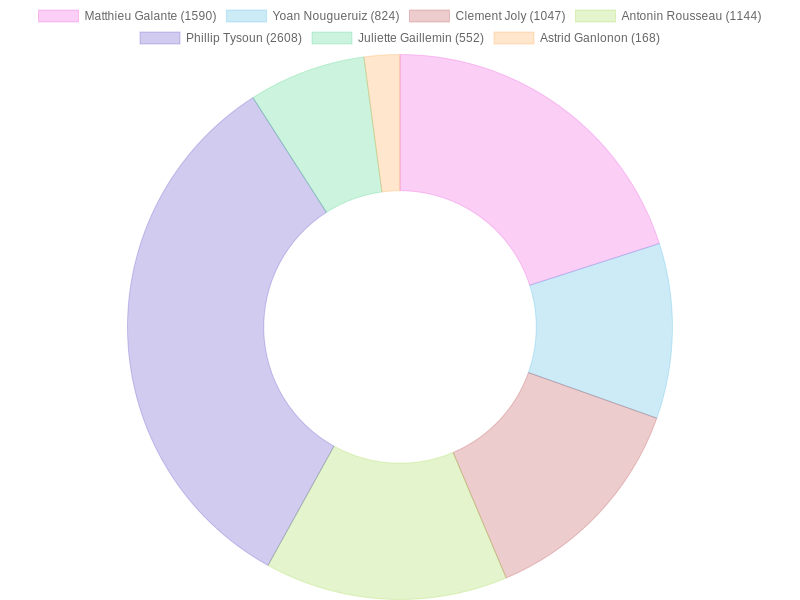 Matthieu Galante (1590) Yoan Nougueruiz (824) Clement Joly (1047) Antonin Rousseau (1144)
Phillip Tysoun (2608) Juliette Gaillemin (552) Astrid Ganlonon (168)